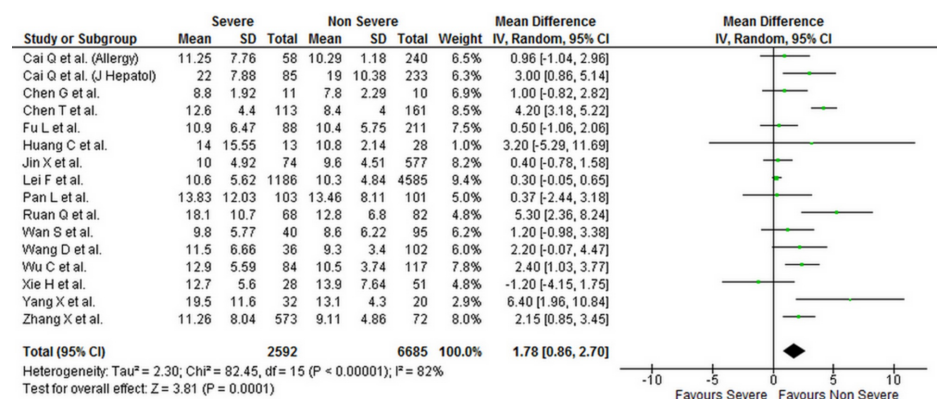 Severe Non Severe Mean Difference Mean Difference
Study or Subgroup Mean SD Total Mean SD Total Weight IV, Random, 95% CI IV, Random, 95% CI
Cai Q et al. (Allergy) 11.25 7.76 58 10.29 1.18 240 6.5% 0.96 [-1.04, 2.96]
Cai Q et al. (J Hepatol) 22 7.88 85 19 10.38 233 6.2% 3.00 [0.86, 5.14]
Chen G et al. 8.8 1.92 11 7.8 2.29 10 6.9% 1.00 [-0.82, 2.82]
Chen T et al. 12.6 4.4 113 8.4 4 161 8.5% 4.20 [3.18, 5.22]
Fu L et al. 10.9 6.47 88 10.4 5.75 211 7.4% 0.50 [-1.06, 2.06]
Huang C et al. 14 15.55 13 10.8 2.14 28 1.1% 3.20 [-5.29, 11.69]
Jin X et al. 10 4.92 74 9.6 4.51 577 8.2% 0.40 [-0.78, 1.58]
Lei F et al. 10.6 5.62 1186 10.3 4.84 4585 9.4% 0.30 [-0.05, 0.65]
Pan L et al. 13.83 12.03 103 13.46 8.11 101 5.0% 0.37 [-2.44, 3.18]
Ruan Q et al. 18.1 10.7 68 12.8 6.8 82 4.8% 5.30 [2.36, 8.24]
Wan S et al. 9.8 5.77 40 8.6 6.22 95 6.1% 1.20 [-0.98, 3.38]
Wang D et al. 11.5 6.66 36 9.3 3.4 102 6.0% 2.20 [-0.07, 4.47]
Wu C et al. 12.9 5.59 84 10.5 3.74 117 7.8% 2.40 [1.03, 3.77]
Xie H et al. 12.7 5.6 28 13.9 7.64 51 4.8% -1.20 [-4.15, 1.75]
Yang X et al. 19.5 11.6 32 13.1 4.3 20 2.9% 6.40 [1.96, 10.84]
Zhang X et al. 11.26 8.04 573 9.11 4.86 72 8.0% 2.15 [0.85, 3.45]
Total (95% CI) 2592 6685 100.0% 1.78 [0.86, 2.70]
Heterogeneity: Tau² = 2.30; Chi² = 82.45, df = 15 (P < 0.00001); I² = 82%
Test for overall effect: Z = 3.81 (P = 0.0001)
-10 -5 0 5 10
Favours Severe Favours Non Severe